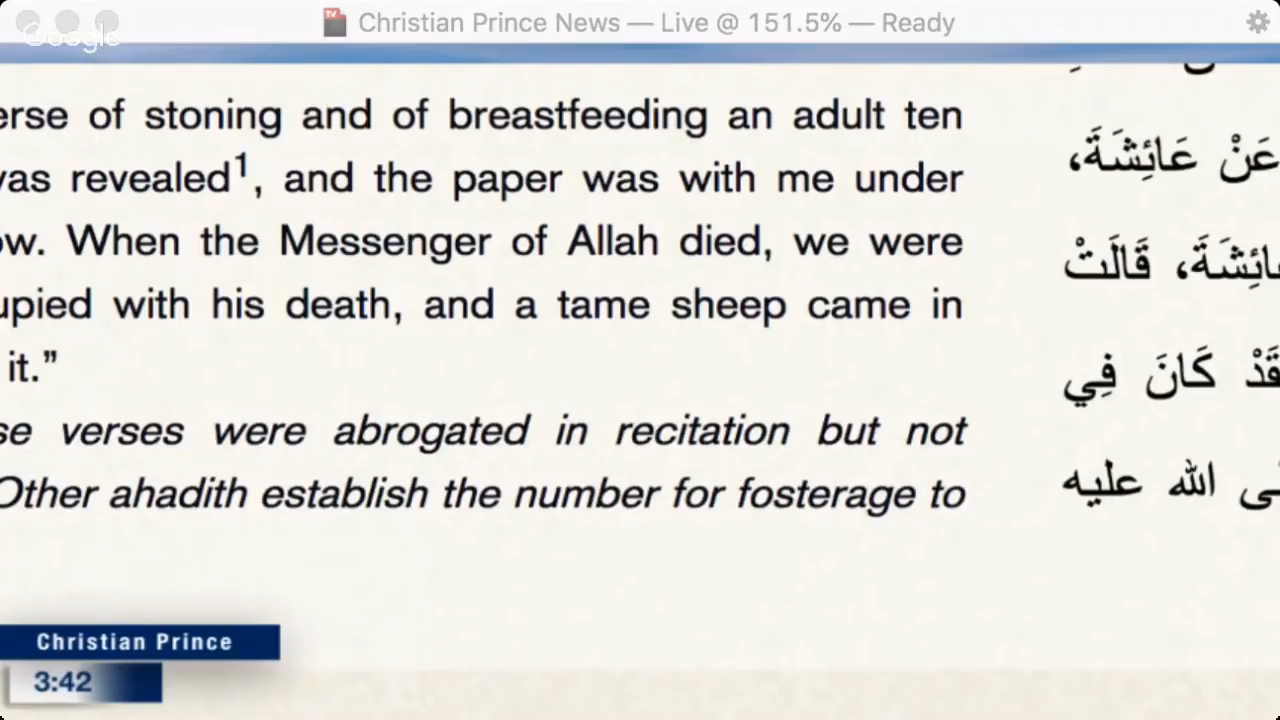 Christian Prince News — Live @ 151.5% — Ready
Google
erse of stoning and of breastfeeding an adult ten
was revealed¹, and the paper was with me under
ow. When the Messenger of Allah died, we were
upied with his death, and a tame sheep came in
it.”
se verses were abrogated in recitation but not
Other ahadith establish the number for fosterage to
عَنْ عَائِشَةَ،
عَائِشَةَ، قَالَتْ
قَدْ كَانَ فِي
ى الله عليه
Christian Prince
3:42